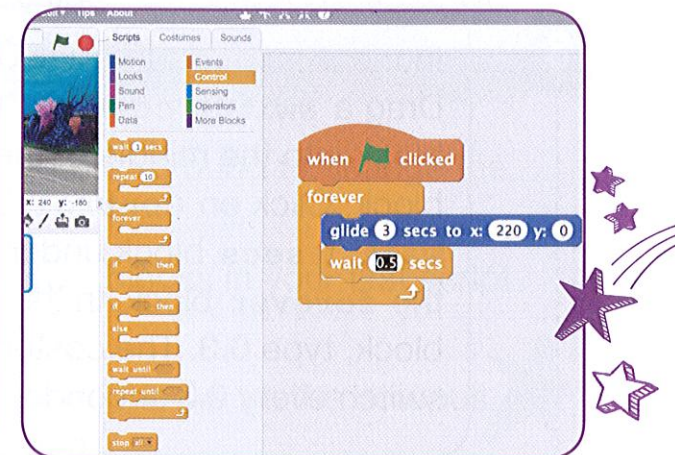 Tips About
Scripts Costumes Sounds
Motion Events
Looks Control
Sound Sensing
Pen Operators
Data More Blocks
wait 1 secs
repeat 10
forever
if then
if then
else
wait until
repeat until
stop all
x: 240 y: -180
when clicked
forever
glide 3 secs to x: 220 y: 0
wait 0.5 secs